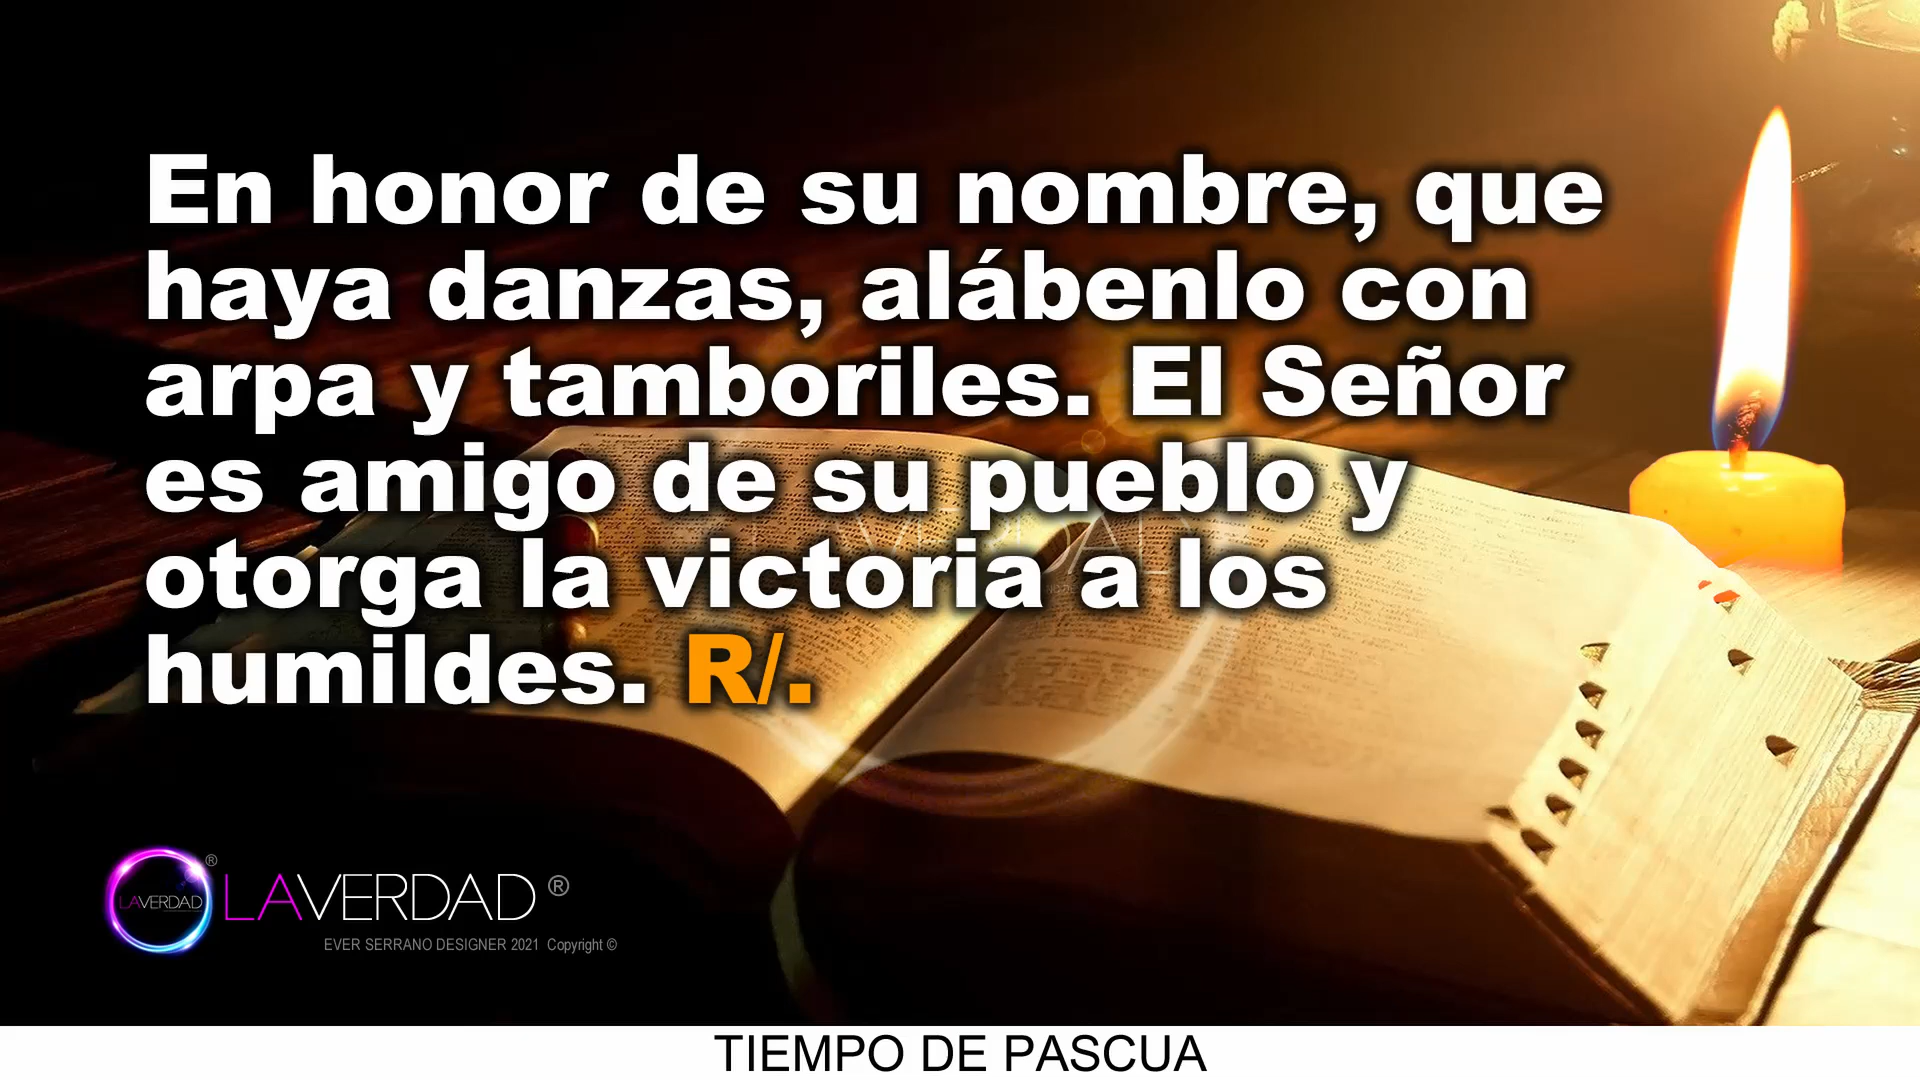 En honor de su nombre, que
haya danzas, alábenlo con
arpa y tamboriles. El Señor
es amigo de su pueblo y
otorga la victoria a los
humildes. R/.
LAVERDAD ®
LAVERDAD ®
EVER SERRANO DESIGNER 2021 Copyright ©
TIEMPO DE PASCUA